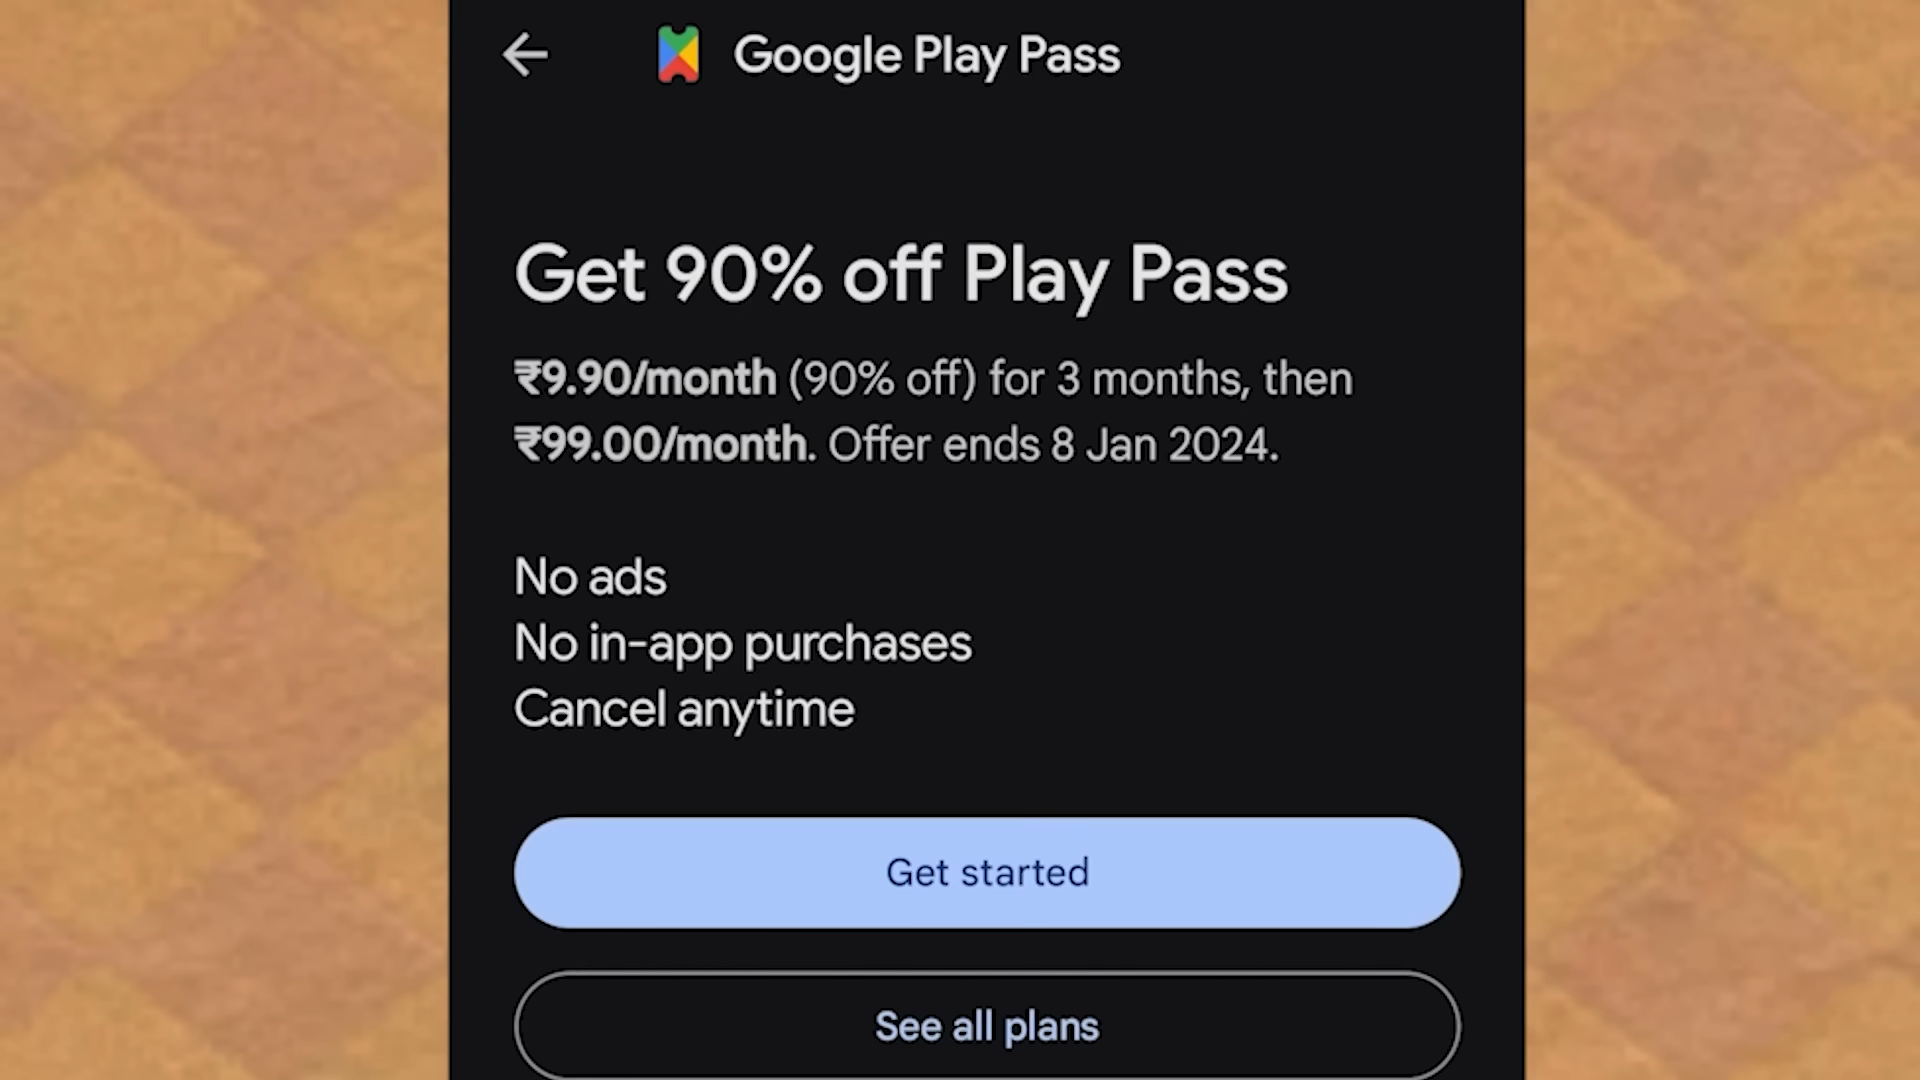 Google Play Pass
Get 90% off Play Pass
₹9.90/month (90% off) for 3 months, then
₹99.00/month. Offer ends 8 Jan 2024.
No ads
No in-app purchases
Cancel anytime
Get started
See all plans